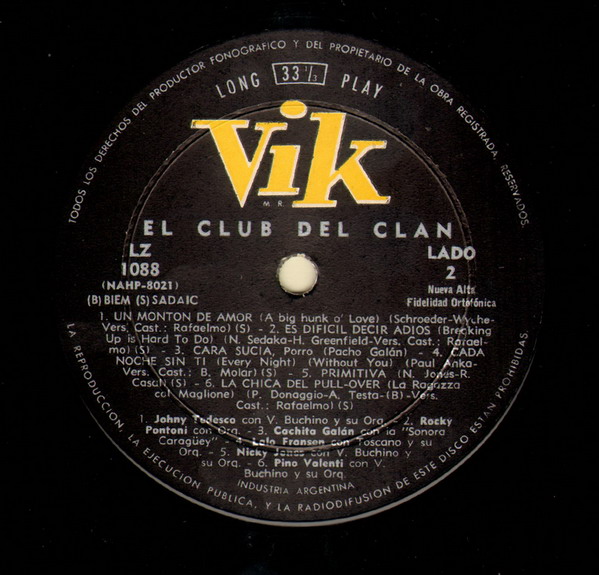 TODOS LOS DERECHOS DEL PRODUCTOR FONOGRAFICO Y DEL PROPIETARIO DE LA OBRA REGISTRADA, RESERVADOS.
LONG 33 1/3 PLAY
Vik
M. R.
EL CLUB DEL CLAN
LZ
1088
(NAHP-8021)
(B) BIEM (S) SADAIC
LADO
2
Nueva Alta
Fidelidad Ortofónica
1. UN MONTON DE AMOR (A big hunk o' Love) (Schroeder-Wyche-
Vers. Cast.: Rafaelmo) (S) - 2. ES DIFICIL DECIR ADIOS (Breaking
Up is Hard To Do) (N. Sedaka-H. Greenfield-Vers. Cast.: Rafael-
mo) (S) - 3. CARA SUCIA, Porro (Pacho Galán) - 4. CADA
NOCHE SIN TI (Every Night) (Without You) (Paul Anka-
Vers. Cast.: B. Molar) (S) - 5. PRIMITIVA (N. Jones-R.
Casal) (S) - 6. LA CHICA DEL PULL-OVER (La Ragazza
cal Maglione) (P. Donaggio-A. Testa-(B)-Vers.
Cast.: Rafaelmo) (S)
1. Johny Tedesco con V. Buchino y su Orq. 2. Rocky
Pontoni con Orq. - 3. Cachita Galán con la "Sonora
Caragüey" - 4. Lalo Fransen con Toscano y su
Orq. - 5. Nicky Jones con V. Buchino y
su Orq. - 6. Pino Valenti con V.
Buchino y su Orq.
INDUSTRIA ARGENTINA
LA REPRODUCCION, LA EJECUCION PUBLICA, Y LA RADIODIFUSION DE ESTE DISCO ESTAN PROHIBIDAS.